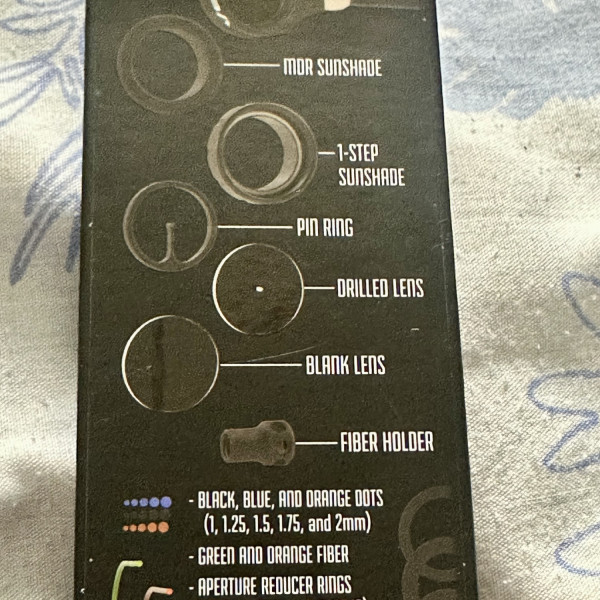 MDR SUNSHADE
1-STEP
SUNSHADE
PIN RING
DRILLED LENS
BLANK LENS
FIBER HOLDER
- BLACK, BLUE, AND ORANGE DOTS
(1, 1.25, 1.5, 1.75, and 2mm)
- GREEN AND ORANGE FIBER
- APERTURE REDUCER RINGS